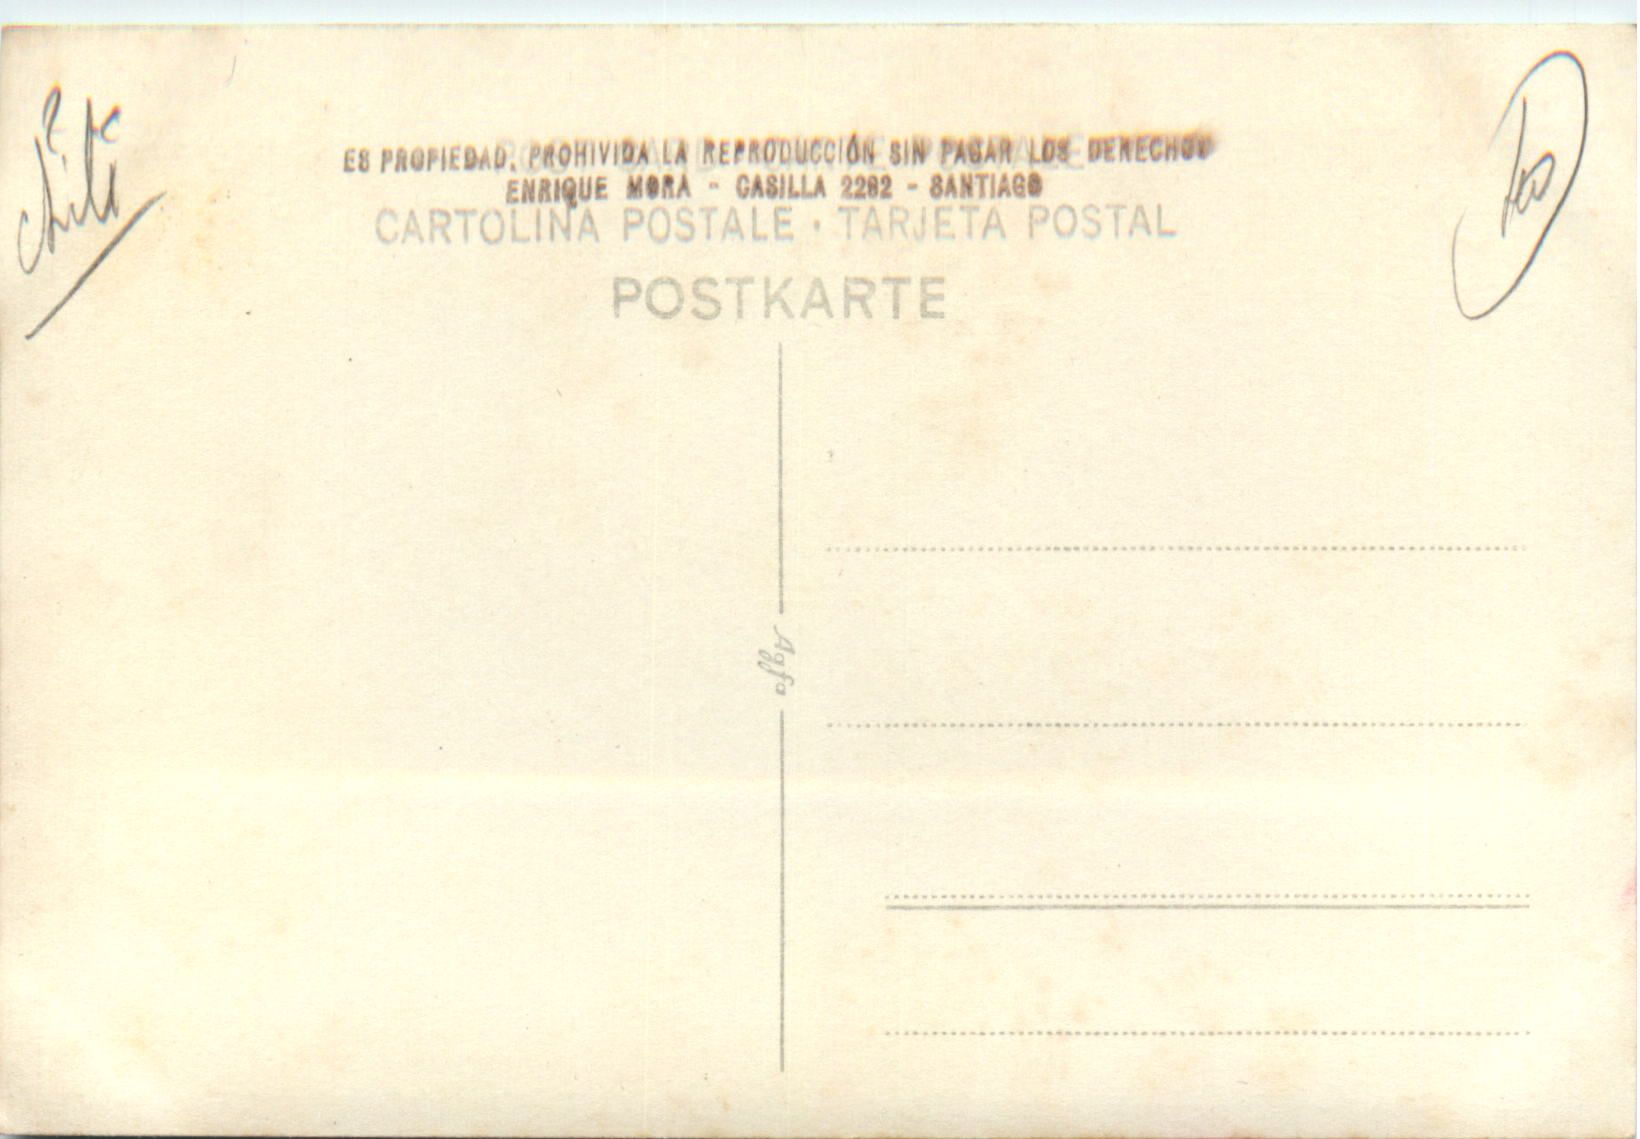 Chili
ES PROPIEDAD. PROHIVIDA LA REPRODUCCIÓN SIN PAGAR LOS DERECHOS
ENRIQUE MORA - CASILLA 2282 - SANTIAGO
CARTOLINA POSTALE · TARJETA POSTAL
POSTKARTE
Agfa